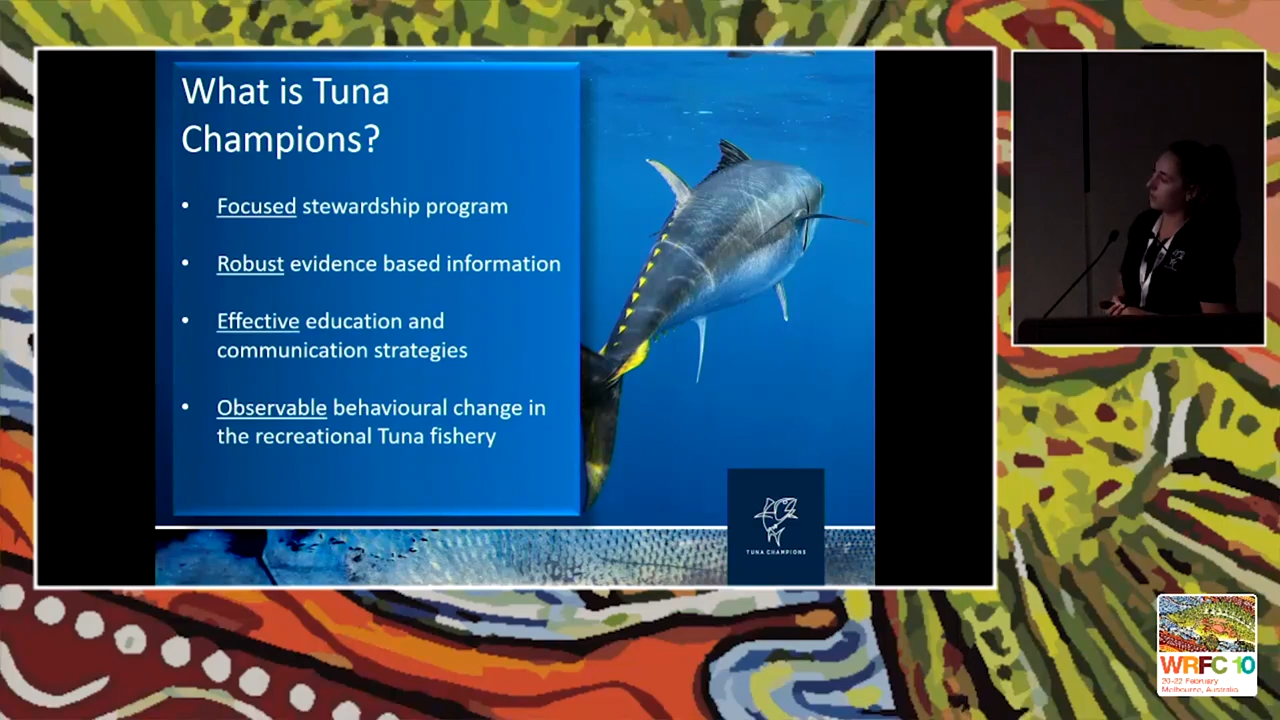 What is Tuna
Champions?
• Focused stewardship program
• Robust evidence based information
• Effective education and
communication strategies
• Observable behavioural change in
the recreational Tuna fishery
TUNA CHAMPIONS
WRFC 10
20-22 February
Melbourne, Australia